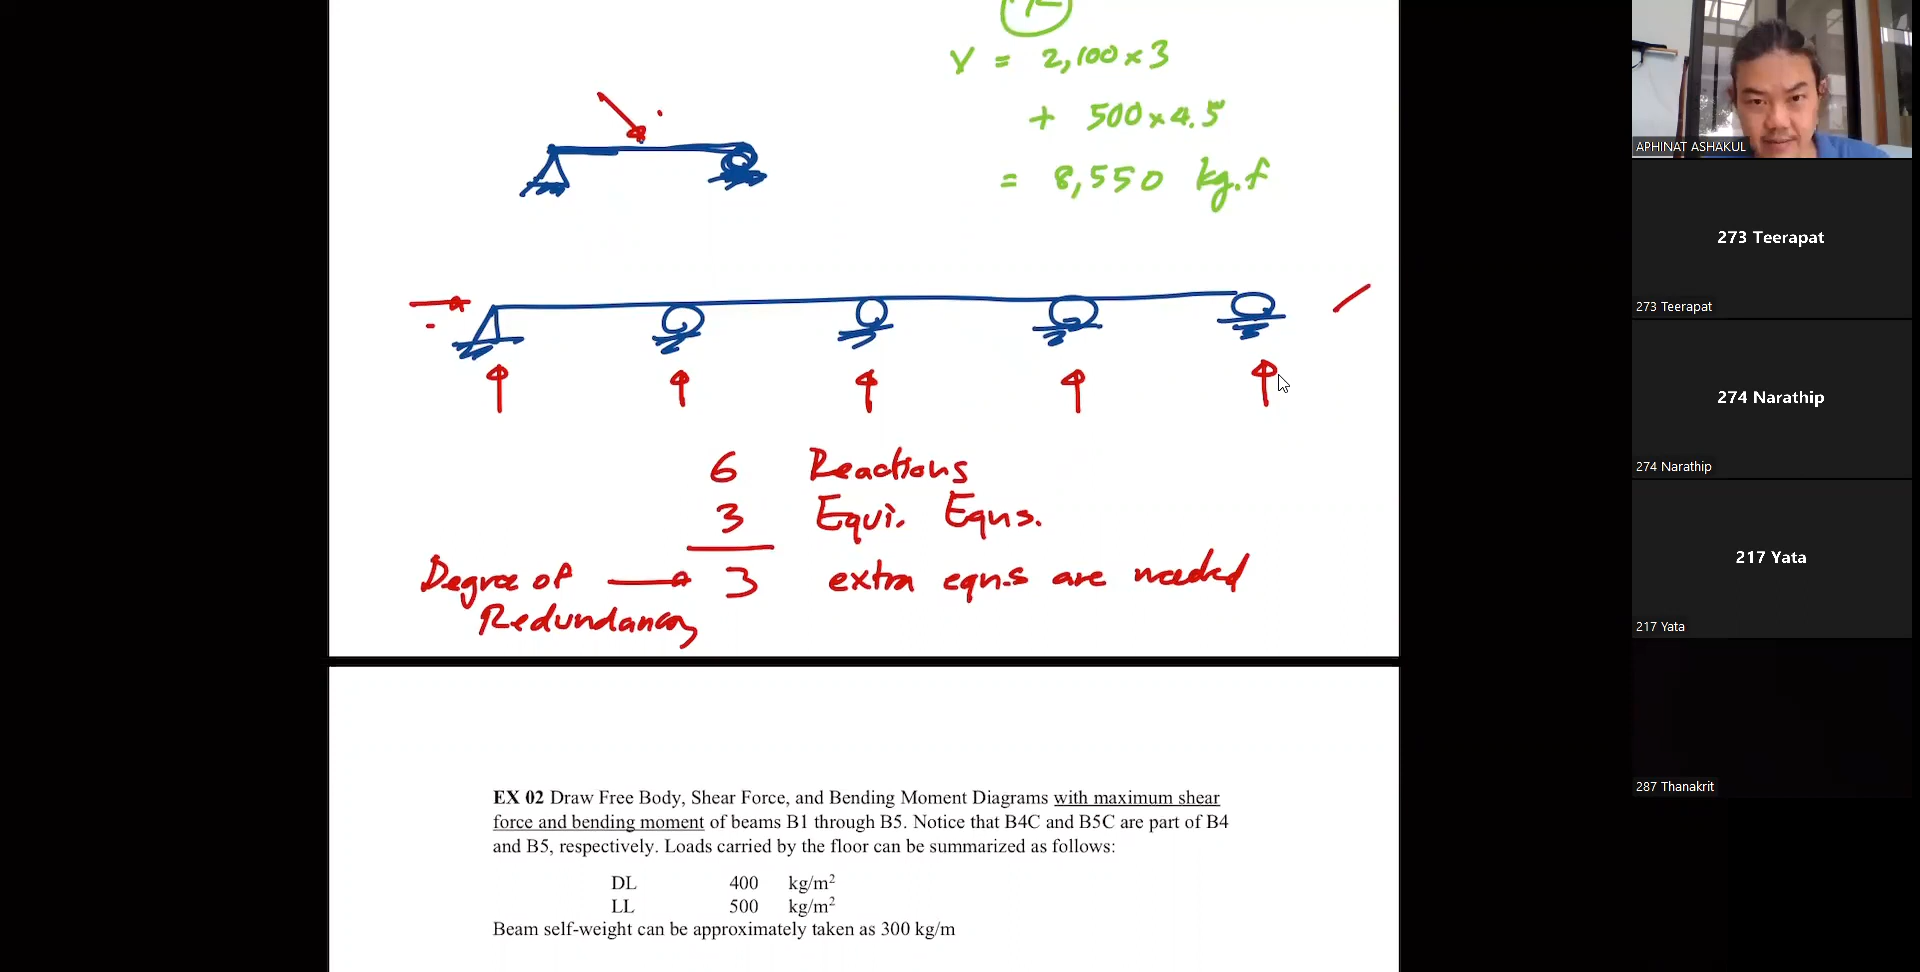 V = 2,100 x 3
+ 500 x 4.5
= 8,550 kg.f
6 Reactions
3 Equi. Eqns.
Degree of Redundancy → 3 extra eqn.s are needed
EX 02 Draw Free Body, Shear Force, and Bending Moment Diagrams with maximum shear
force and bending moment of beams B1 through B5. Notice that B4C and B5C are part of B4
and B5, respectively. Loads carried by the floor can be summarized as follows:
DL 400 kg/m²
LL 500 kg/m²
Beam self-weight can be approximately taken as 300 kg/m
APHINAT ASHAKUL
273 Teerapat
273 Teerapat
274 Narathip
274 Narathip
217 Yata
217 Yata
287 Thanakrit